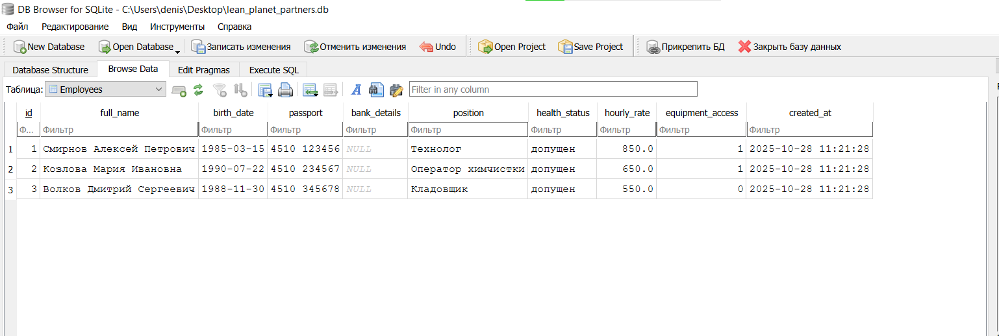 DB Browser for SQLite - C:\Users\denis\Desktop\lean_planet_partners.db
Файл Редактирование Вид Инструменты Справка
New Database Open Database Записать изменения Отменить изменения Undo Open Project Save Project Прикрепить БД Закрыть базу данных
Database Structure Browse Data Edit Pragmas Execute SQL
Таблица: Employees Filter in any column
id full_name birth_date passport bank_details position health_status hourly_rate equipment_access created_at
Ф... Фильтр Фильтр Фильтр Фильтр Фильтр Фильтр Фильтр Фильтр Фильтр
1 1 Смирнов Алексей Петрович 1985-03-15 4510 123456 NULL Технолог допущен 850.0 1 2025-10-28 11:21:28
2 2 Козлова Мария Ивановна 1990-07-22 4510 234567 NULL Оператор химчистки допущен 650.0 1 2025-10-28 11:21:28
3 3 Волков Дмитрий Сергеевич 1988-11-30 4510 345678 NULL Кладовщик допущен 550.0 0 2025-10-28 11:21:28